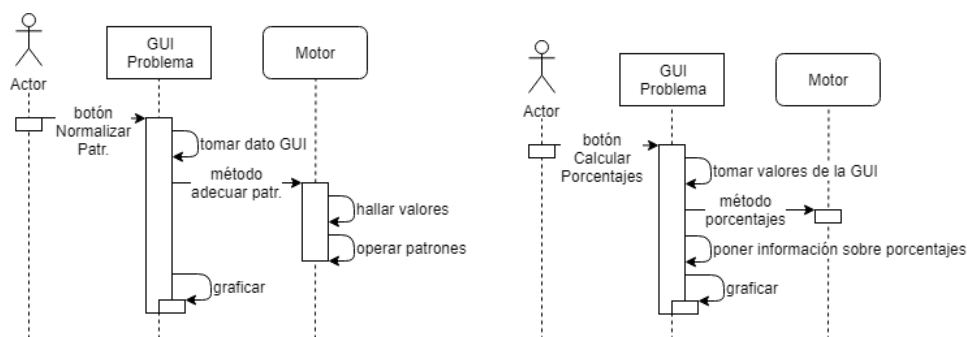 GUI
Problema
Motor
Actor
botón
Normalizar
Patr.
tomar dato GUI
método
adecuar patr.
hallar valores
operar patrones
graficar
GUI
Problema
Motor
Actor
botón
Calcular
Porcentajes
tomar valores de la GUI
método
porcentajes
poner información sobre porcentajes
graficar